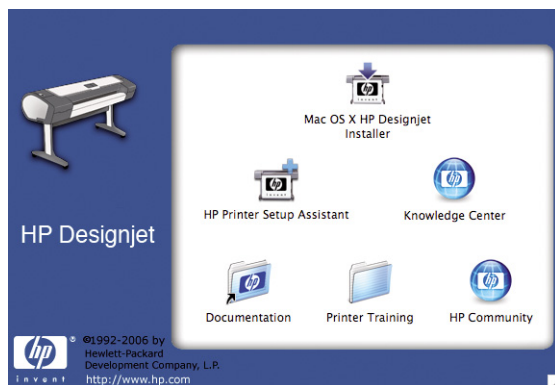 Mac OS X HP Designjet
Installer
HP Printer Setup Assistant
Knowledge Center
HP Designjet
Documentation
Printer Training
HP Community
hp
®
invent
©1992-2006 by
Hewlett-Packard
Development Company, L.P.
http://www.hp.com